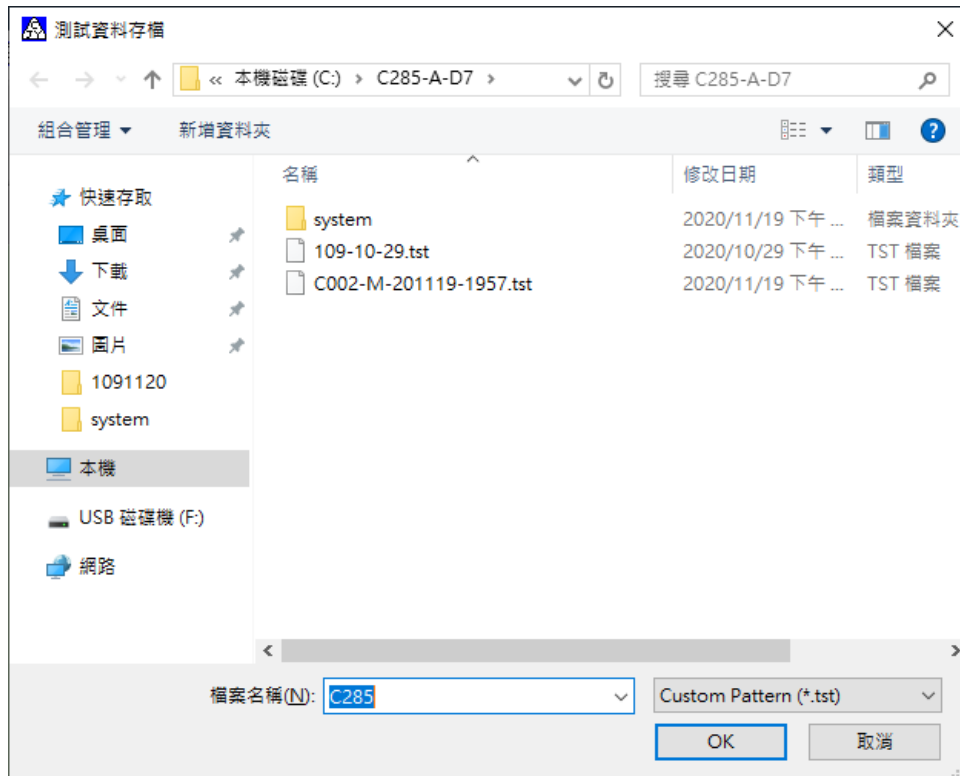 測試資料存檔
« 本機磁碟 (C:) › C285-A-D7 ›
搜尋 C285-A-D7
組合管理 新增資料夾
名稱 修改日期 類型
快速存取
桌面
下載
文件
圖片
1091120
system
本機
USB 磁碟機 (F:)
網路
system 2020/11/19 下午 ... 檔案資料夾
109-10-29.tst 2020/10/29 下午 ... TST 檔案
C002-M-201119-1957.tst 2020/11/19 下午 ... TST 檔案
檔案名稱(N): C285 Custom Pattern (*.tst)
OK 取消